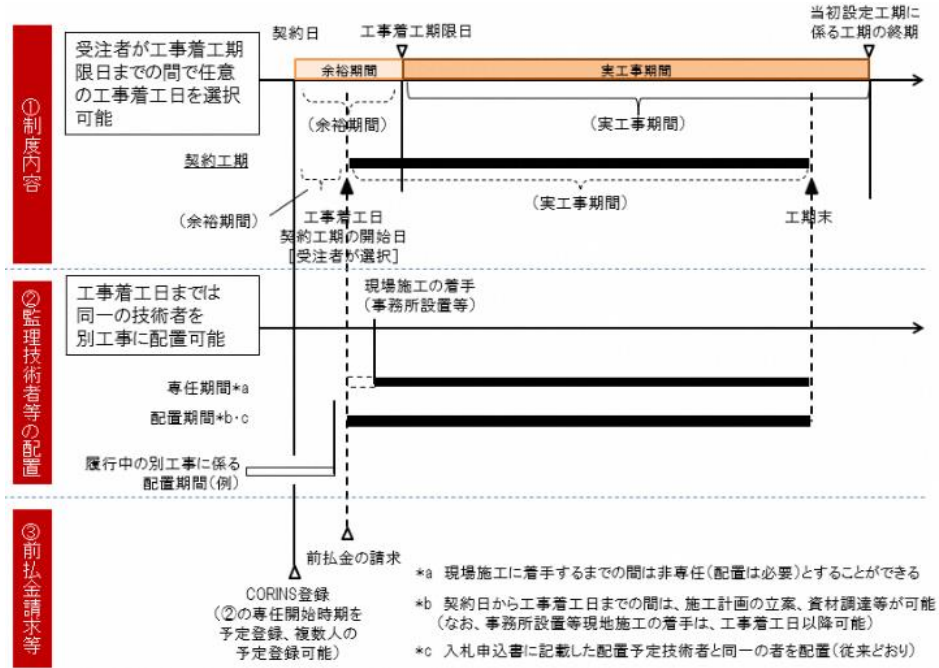 契約日
工事着工期限日
当初設定工期に
係る工期の終期
①制度内容
受注者が工事着工期
限日までの間で任意
の工事着工日を選択
可能
余裕期間
実工事期間
(余裕期間)
(実工事期間)
契約工期
(余裕期間)
(実工事期間)
工事着工日
契約工期の開始日
[受注者が選択]
工期末
②監理技術者等の配置
工事着工日までは
同一の技術者を
別工事に配置可能
現場施工の着手
(事務所設置等)
専任期間*a
配置期間*b・c
履行中の別工事に係る
配置期間(例)
③前払金請求等
前払金の請求
CORINS登録
(②の専任開始時期を
予定登録、複数人の
予定登録可能)
*a 現場施工に着手するまでの間は非専任(配置は必要)とすることができる
*b 契約日から工事着工日までの間は、施工計画の立案、資材調達等が可能
(なお、事務所設置等現地施工の着手は、工事着工日以降可能)
*c 入札申込書に記載した配置予定技術者と同一の者を配置(従来どおり)